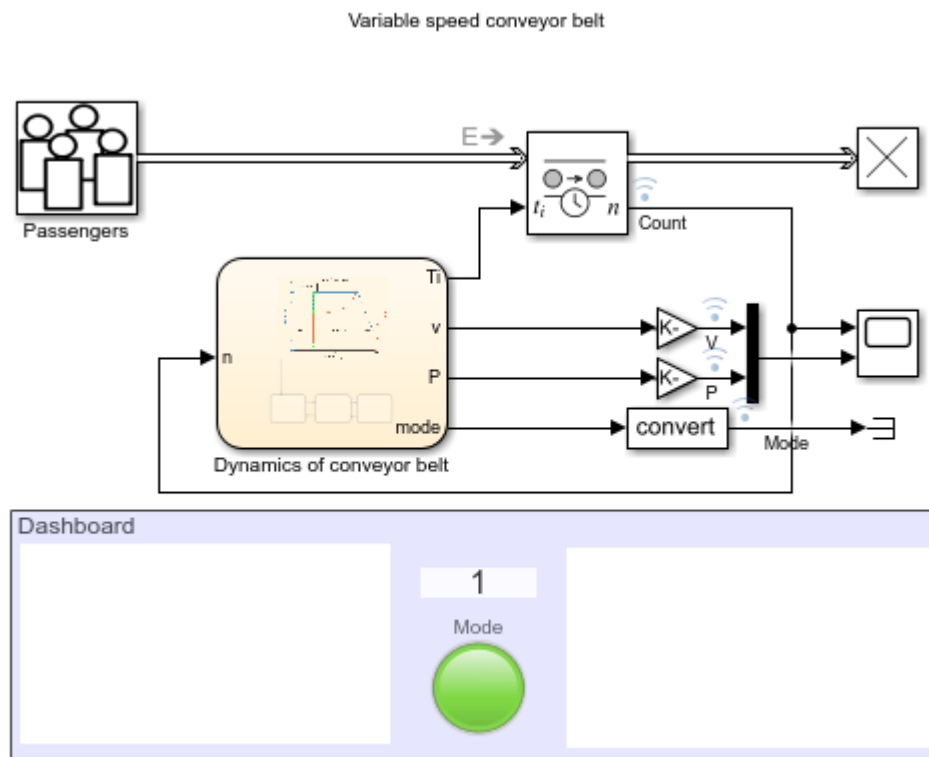 Variable speed conveyor belt
E
Passengers
ti
n
Count
Ti
v
n
P
mode
K-
V
K-
P
convert
Mode
Dynamics of conveyor belt
Dashboard
1
Mode